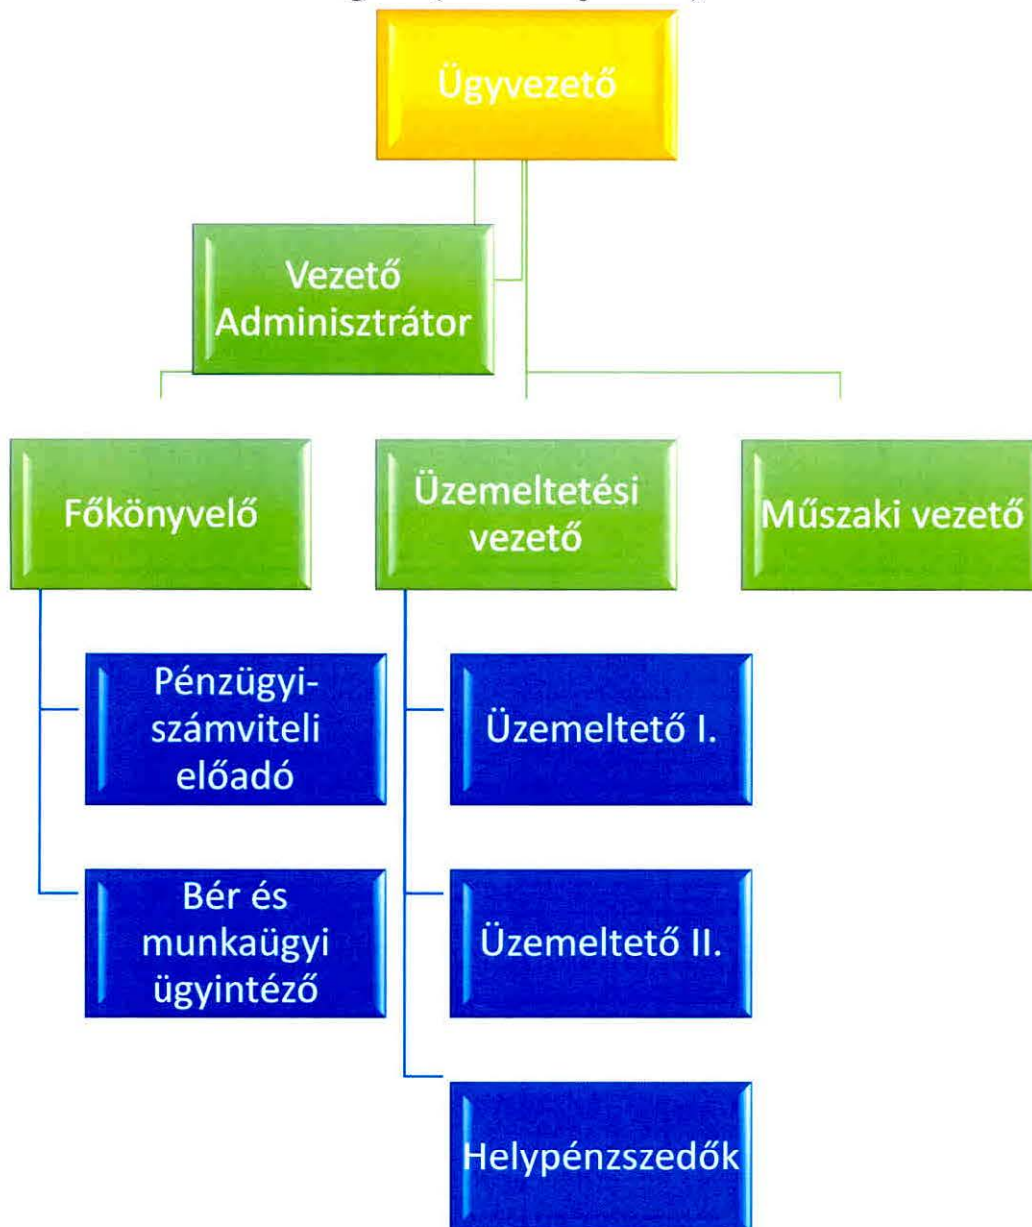 Ügyvezető
Vezető
Adminisztrátor
Főkönyvelő
Üzemeltetési
vezető
Műszaki vezető
Pénzügyi-
számviteli
előadó
Üzemeltető I.
Bér és
munkaügyi
ügyintéző
Üzemeltető II.
Helypénzszedők